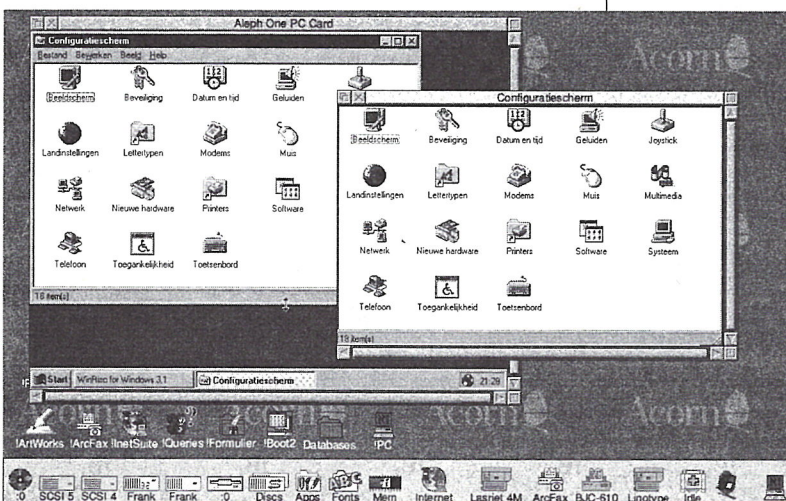 Aleph One PC Card
Configuratiescherm
Bestand Bewerken Beeld Help
Beeldscherm Beveiliging Datum en tijd Geluiden
Landinstellingen Lettertypen Modems Muis
Netwerk Nieuwe hardware Printers Software
Telefoon Toegankelijkheid Toetsenbord
18 item(s)
Configuratiescherm
Beeldscherm Beveiliging Datum en tijd Geluiden Joystick
Landinstellingen Lettertypen Modems Muis Multimedia
Netwerk Nieuwe hardware Printers Software Systeem
Telefoon Toegankelijkheid Toetsenbord
18 item(s)
Start WinRizo for Windows 3.1 Configuratiescherm 21:28
Acorn
Acorn Acorn Acorn
!ArtWorks !ArcFax !InetSuite !Queries !Formulier !Boot2 Databases !PC
:0 SCSI 5 SCSI 4 Frank Frank :0 Discs Apps Fonts Mem Internet Lasrjet 4M ArcFax BJC-610 Linotype Idle